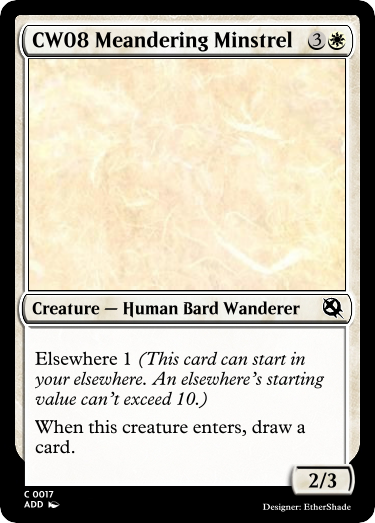 CW08 Meandering Minstrel 3
Creature — Human Bard Wanderer
Elsewhere 1 (This card can start in
your elsewhere. An elsewhere's starting
value can't exceed 10.)
When this creature enters, draw a
card.
2/3
C 0017
ADD
Designer: EtherShade